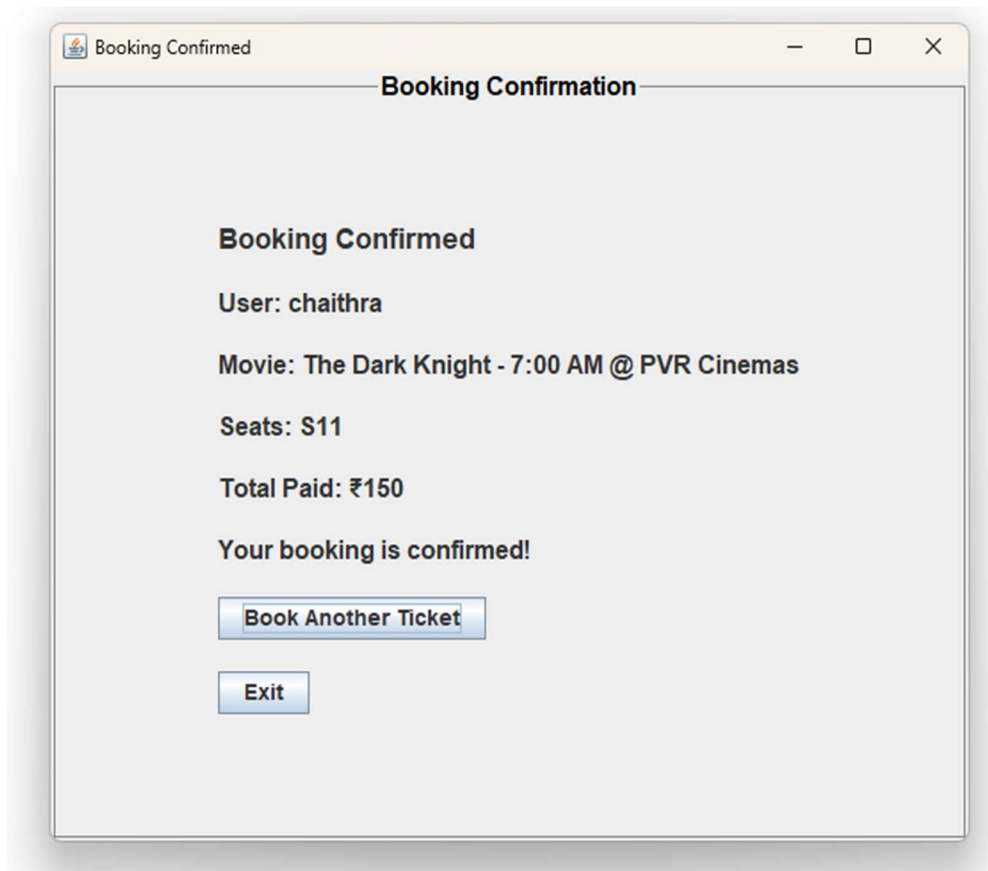 Booking Confirmed
Booking Confirmation
Booking Confirmed
User: chaithra
Movie: The Dark Knight - 7:00 AM @ PVR Cinemas
Seats: S11
Total Paid: ₹150
Your booking is confirmed!
Book Another Ticket
Exit